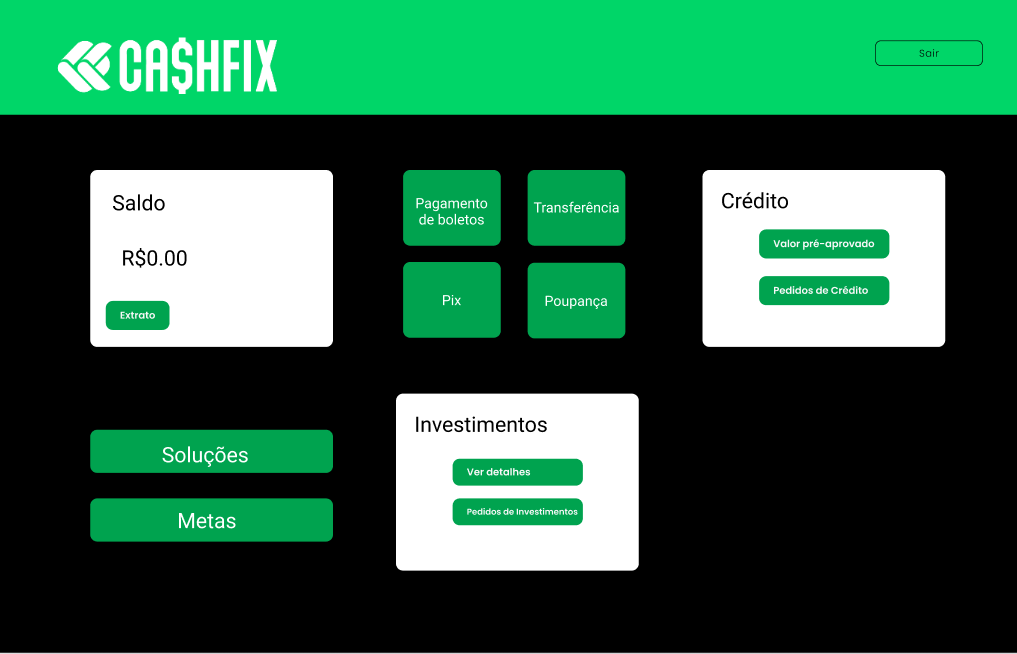 CA$HFIX
Sair
Saldo
R$0.00
Extrato
Pagamento
de boletos
Transferência
Pix
Poupança
Crédito
Valor pré-aprovado
Pedidos de Crédito
Soluções
Metas
Investimentos
Ver detalhes
Pedidos de Investimentos